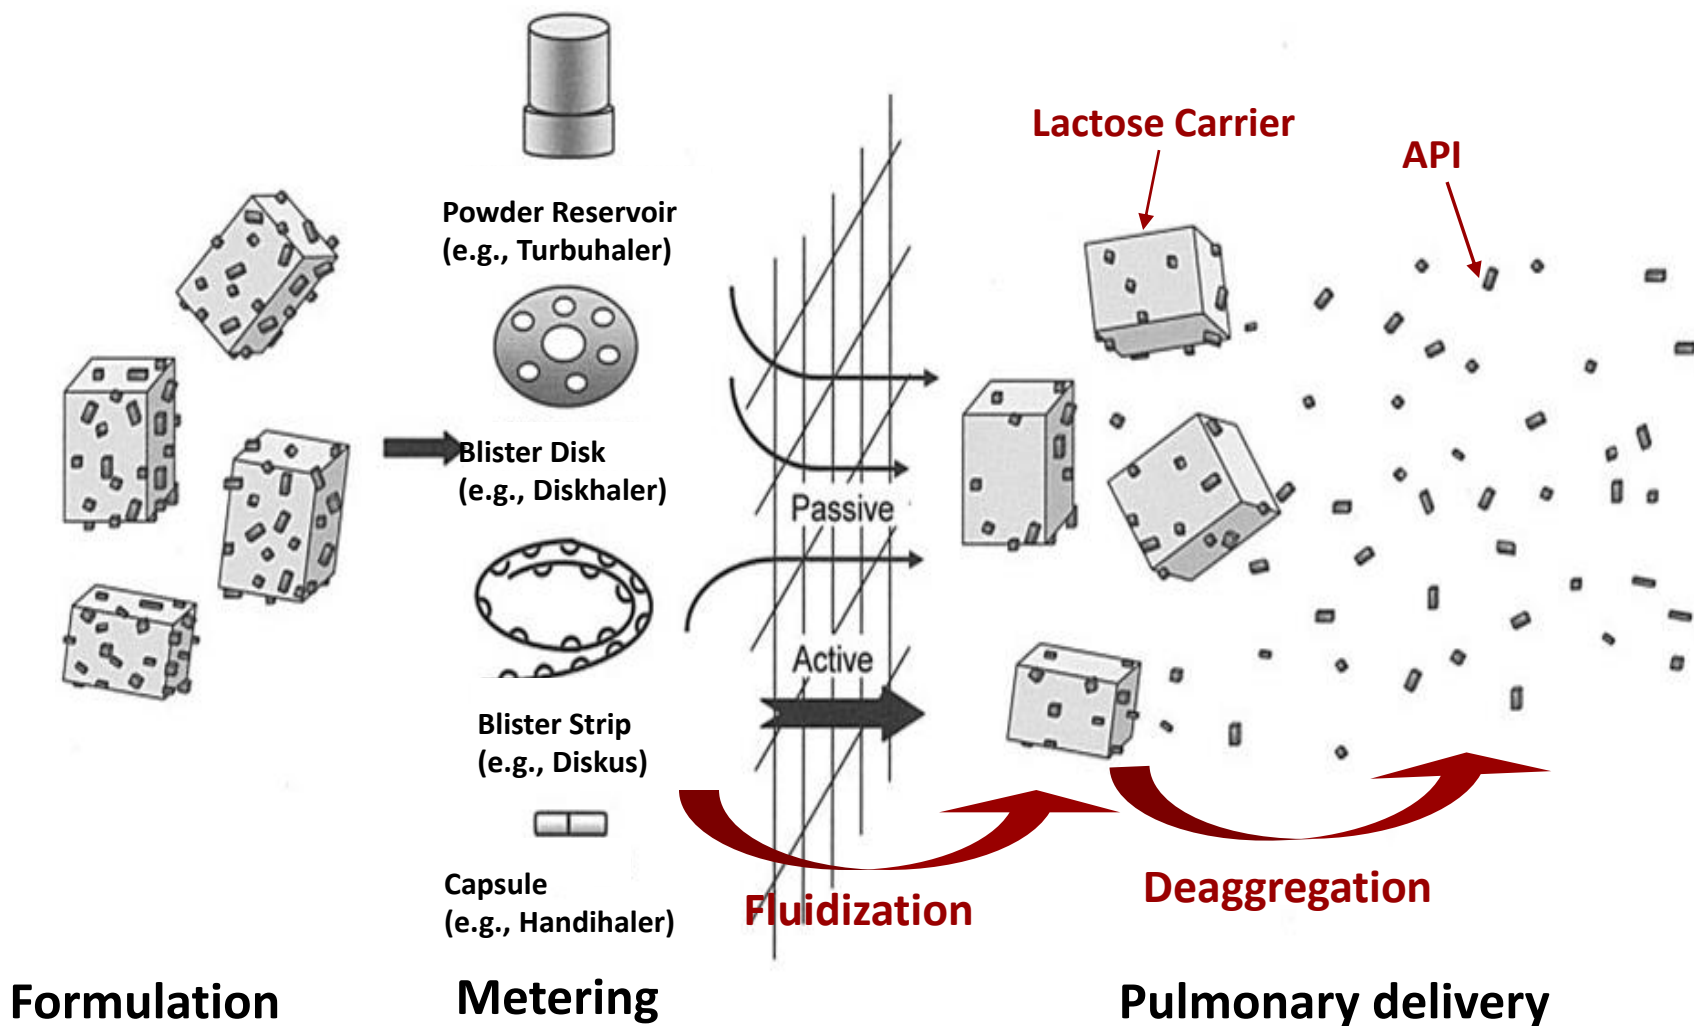 Powder Reservoir
(e.g., Turbuhaler)
Blister Disk
(e.g., Diskhaler)
Blister Strip
(e.g., Diskus)
Capsule
(e.g., Handihaler)
Passive
Active
Lactose Carrier
API
Fluidization
Deaggregation
Formulation
Metering
Pulmonary delivery